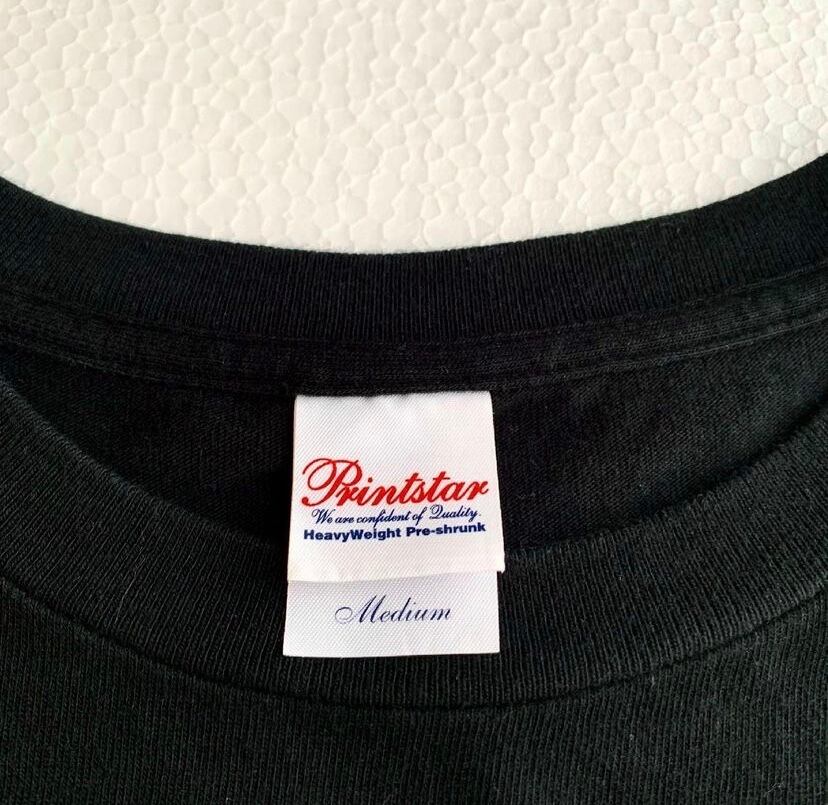 Printstar
We are confident of Quality.
HeavyWeight Pre-shrunk
Medium